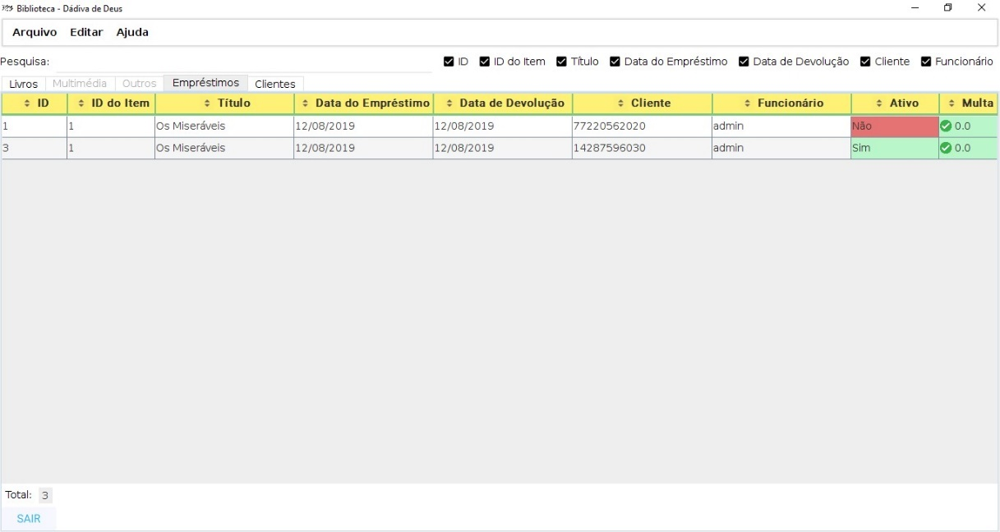 Biblioteca - Dádiva de Deus
Arquivo Editar Ajuda
Pesquisa: ID ID do Item Título Data do Empréstimo Data de Devolução Cliente Funcionário
Livros Multimédia Outros Empréstimos Clientes
ID ID do Item Título Data do Empréstimo Data de Devolução Cliente Funcionário Ativo Multa
1 1 Os Miseráveis 12/08/2019 12/08/2019 77220562020 admin Não 0.0
3 1 Os Miseráveis 12/08/2019 12/08/2019 14287596030 admin Sim 0.0
Total: 3
SAIR